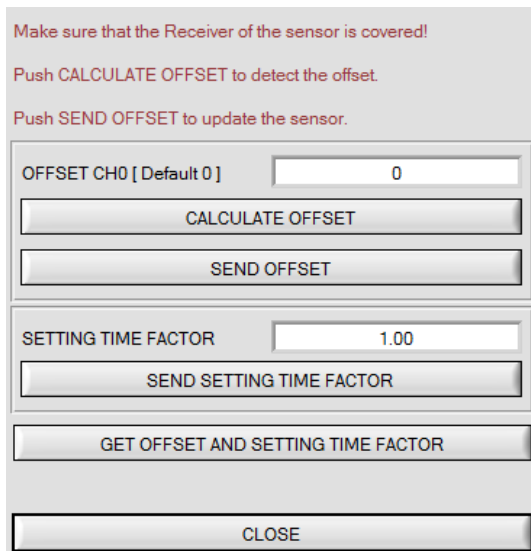 Make sure that the Receiver of the sensor is covered!
Push CALCULATE OFFSET to detect the offset.
Push SEND OFFSET to update the sensor.
OFFSET CH0 [ Default 0 ] 0
CALCULATE OFFSET
SEND OFFSET
SETTING TIME FACTOR 1.00
SEND SETTING TIME FACTOR
GET OFFSET AND SETTING TIME FACTOR
CLOSE